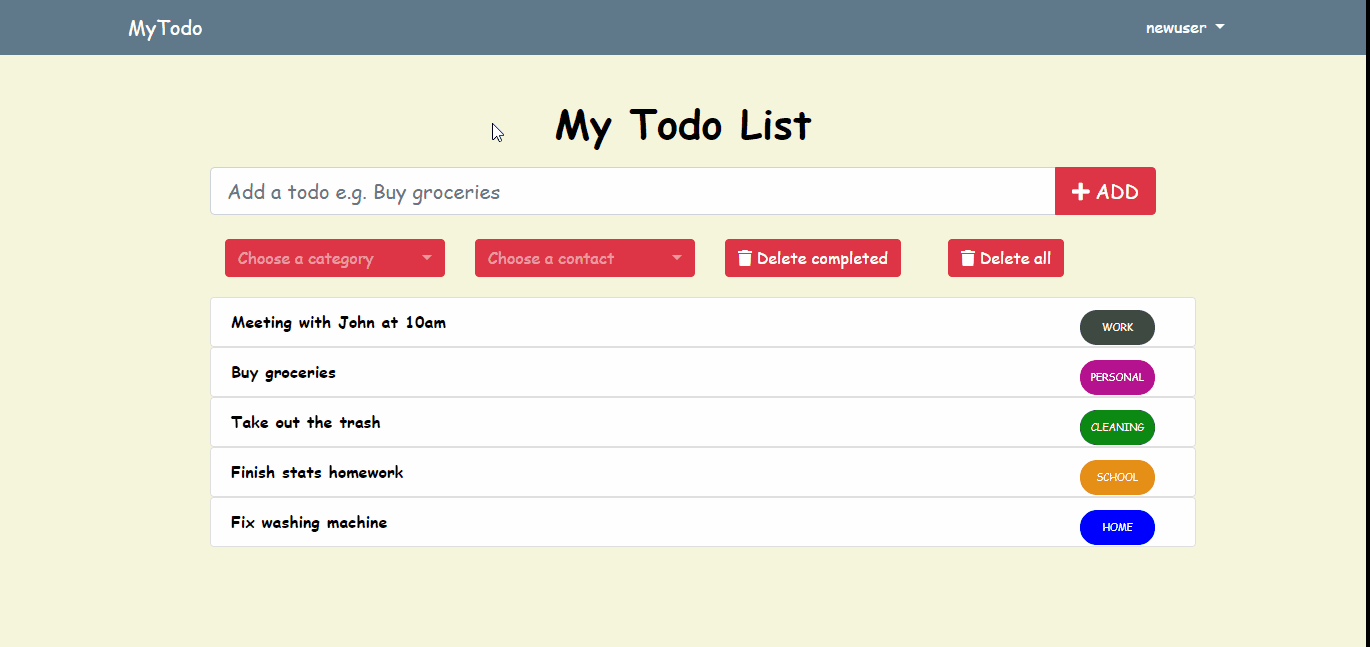 MyTodo
newuser
My Todo List
Add a todo e.g. Buy groceries
ADD
Choose a category
Choose a contact
Delete completed
Delete all
Meeting with John at 10am
WORK
Buy groceries
PERSONAL
Take out the trash
CLEANING
Finish stats homework
SCHOOL
Fix washing machine
HOME